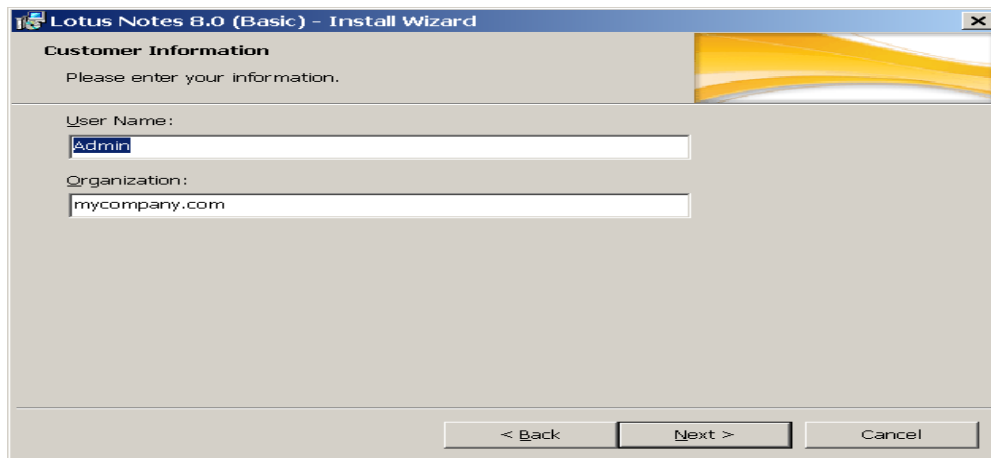 Lotus Notes 8.0 (Basic) - Install Wizard
Customer Information
Please enter your information.
User Name:
Admin
Organization:
mycompany.com
< Back
Next >
Cancel